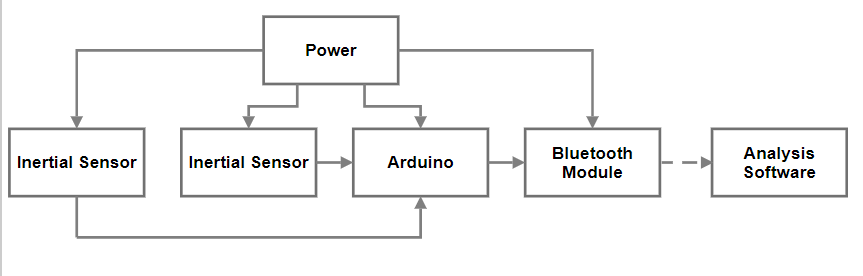 Power
Inertial Sensor
Inertial Sensor
Arduino
Bluetooth
Module
Analysis
Software